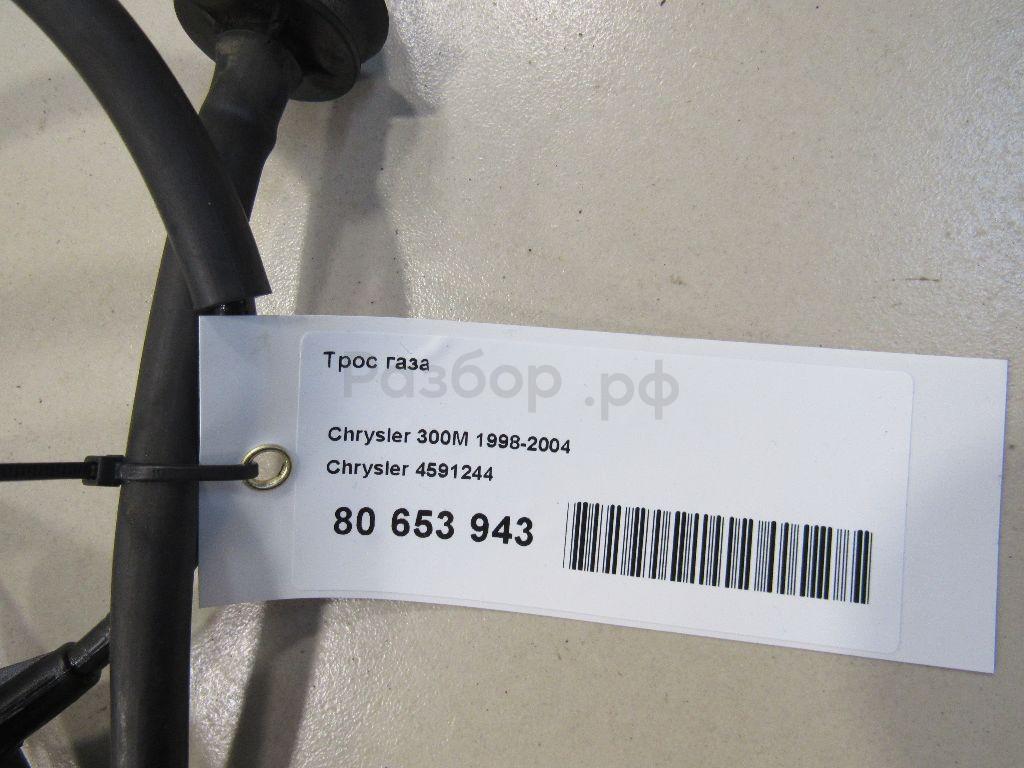 Трос газа
Разбор.рф
Chrysler 300M 1998-2004
Chrysler 4591244
80 653 943